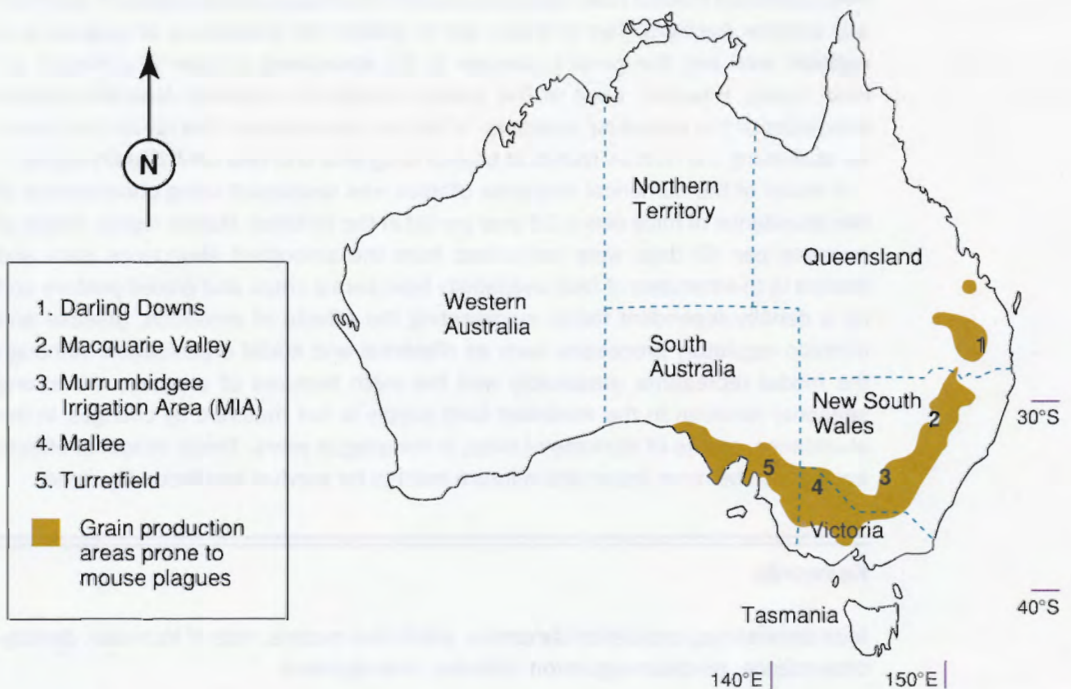 N
1. Darling Downs
2. Macquarie Valley
3. Murrumbidgee
Irrigation Area (MIA)
4. Mallee
5. Turretfield
Grain production
areas prone to
mouse plagues
Northern
Territory
Queensland
Western
Australia
South
Australia
New South
Wales
Victoria
Tasmania
1
2
3
4
5
30°S
40°S
140°E
150°E